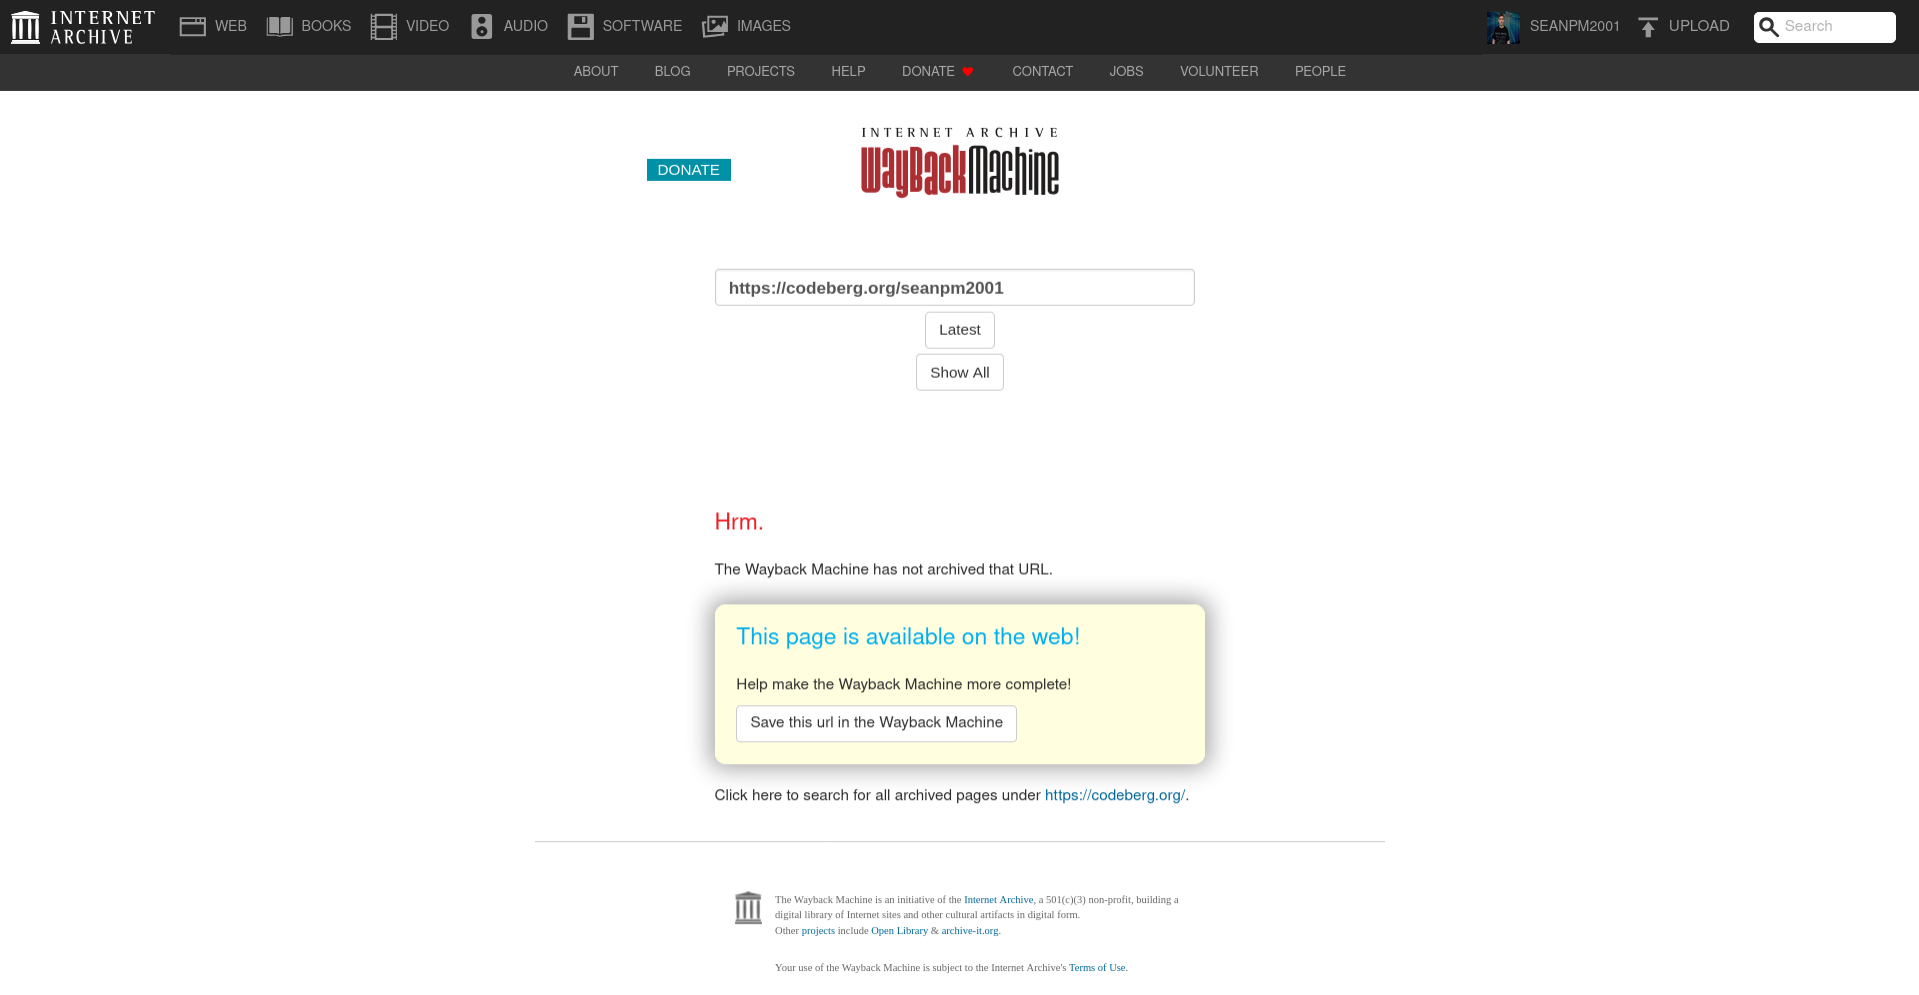 INTERNET ARCHIVE
WEB BOOKS VIDEO AUDIO SOFTWARE IMAGES SEANPM2001 UPLOAD Search
ABOUT BLOG PROJECTS HELP DONATE CONTACT JOBS VOLUNTEER PEOPLE
INTERNET ARCHIVE
WayBackMachine
DONATE
https://codeberg.org/seanpm2001
Latest
Show All
Hrm.
The Wayback Machine has not archived that URL.
This page is available on the web!
Help make the Wayback Machine more complete!
Save this url in the Wayback Machine
Click here to search for all archived pages under https://codeberg.org/.
The Wayback Machine is an initiative of the Internet Archive, a 501(c)(3) non-profit, building a
digital library of Internet sites and other cultural artifacts in digital form.
Other projects include Open Library & archive-it.org.
Your use of the Wayback Machine is subject to the Internet Archive's Terms of Use.